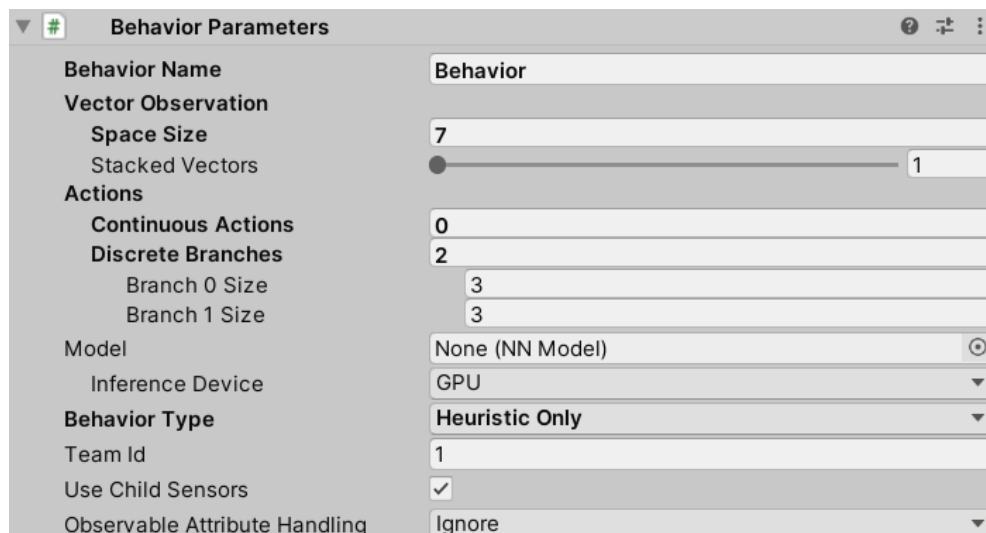 # Behavior Parameters
Behavior Name Behavior
Vector Observation
Space Size 7
Stacked Vectors 1
Actions
Continuous Actions 0
Discrete Branches 2
Branch 0 Size 3
Branch 1 Size 3
Model None (NN Model)
Inference Device GPU
Behavior Type Heuristic Only
Team Id 1
Use Child Sensors
Observable Attribute Handling Ignore